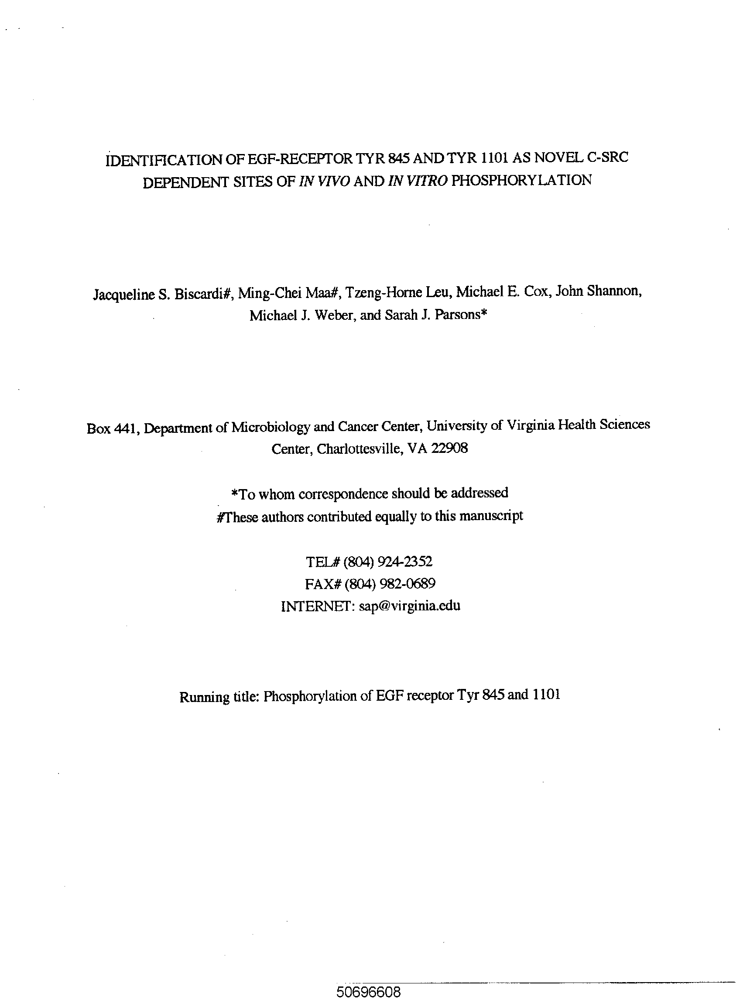 IDENTIFICATION OF EGF-RECEPTOR TYR 845 AND TYR 1101 AS NOVEL C-SRC
DEPENDENT SITES OF IN VIVO AND IN VITRO PHOSPHORYLATION
Jacqueline S. Biscardi#, Ming-Chei Maa#, Tzeng-Horne Leu, Michael E. Cox, John Shannon,
Michael J. Weber, and Sarah J. Parsons*
Box 441, Department of Microbiology and Cancer Center, University of Virginia Health Sciences
Center, Charlottesville, VA 22908
*To whom correspondence should be addressed
#These authors contributed equally to this manuscript
TEL# (804) 924-2352
FAX# (804) 982-0689
INTERNET: sap@virginia.edu
Running title: Phosphorylation of EGF receptor Tyr 845 and 1101
50696608